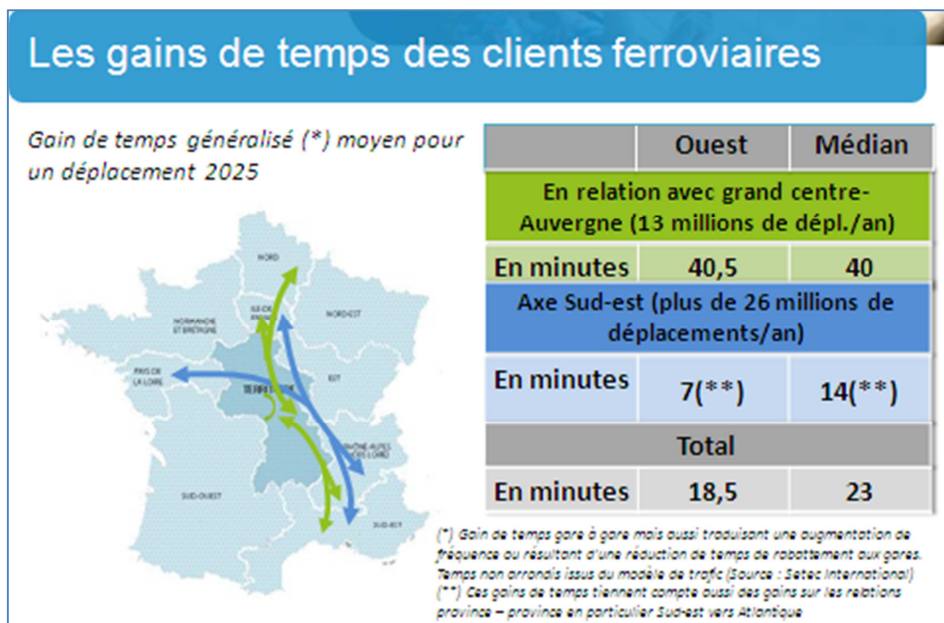 Les gains de temps des clients ferroviaires
Gain de temps généralisé (*) moyen pour
un déplacement 2025
Ouest Médian
En relation avec grand centre-
Auvergne (13 millions de dépl./an)
En minutes 40,5 40
Axe Sud-est (plus de 26 millions de
déplacements/an)
En minutes 7(**) 14(**)
Total
En minutes 18,5 23
NORD
ILE-DE-
NORMANDIE
ET BRETAGNE
NORD-EST
PAYS DE
LA LOIRE
EST
RHÔNE-ALPES
SUD-OUEST
SUD-EST
(*) Gain de temps gare à gare mais aussi traduisant une augmentation de
fréquence ou résultant d'une réduction de temps de rabattement aux gares.
Temps non arrondis issus du modèle de trafic (Source : Setec International)
(**) Ces gains de temps tiennent compte aussi des gains sur les relations
province – province en particulier Sud-est vers Atlantique